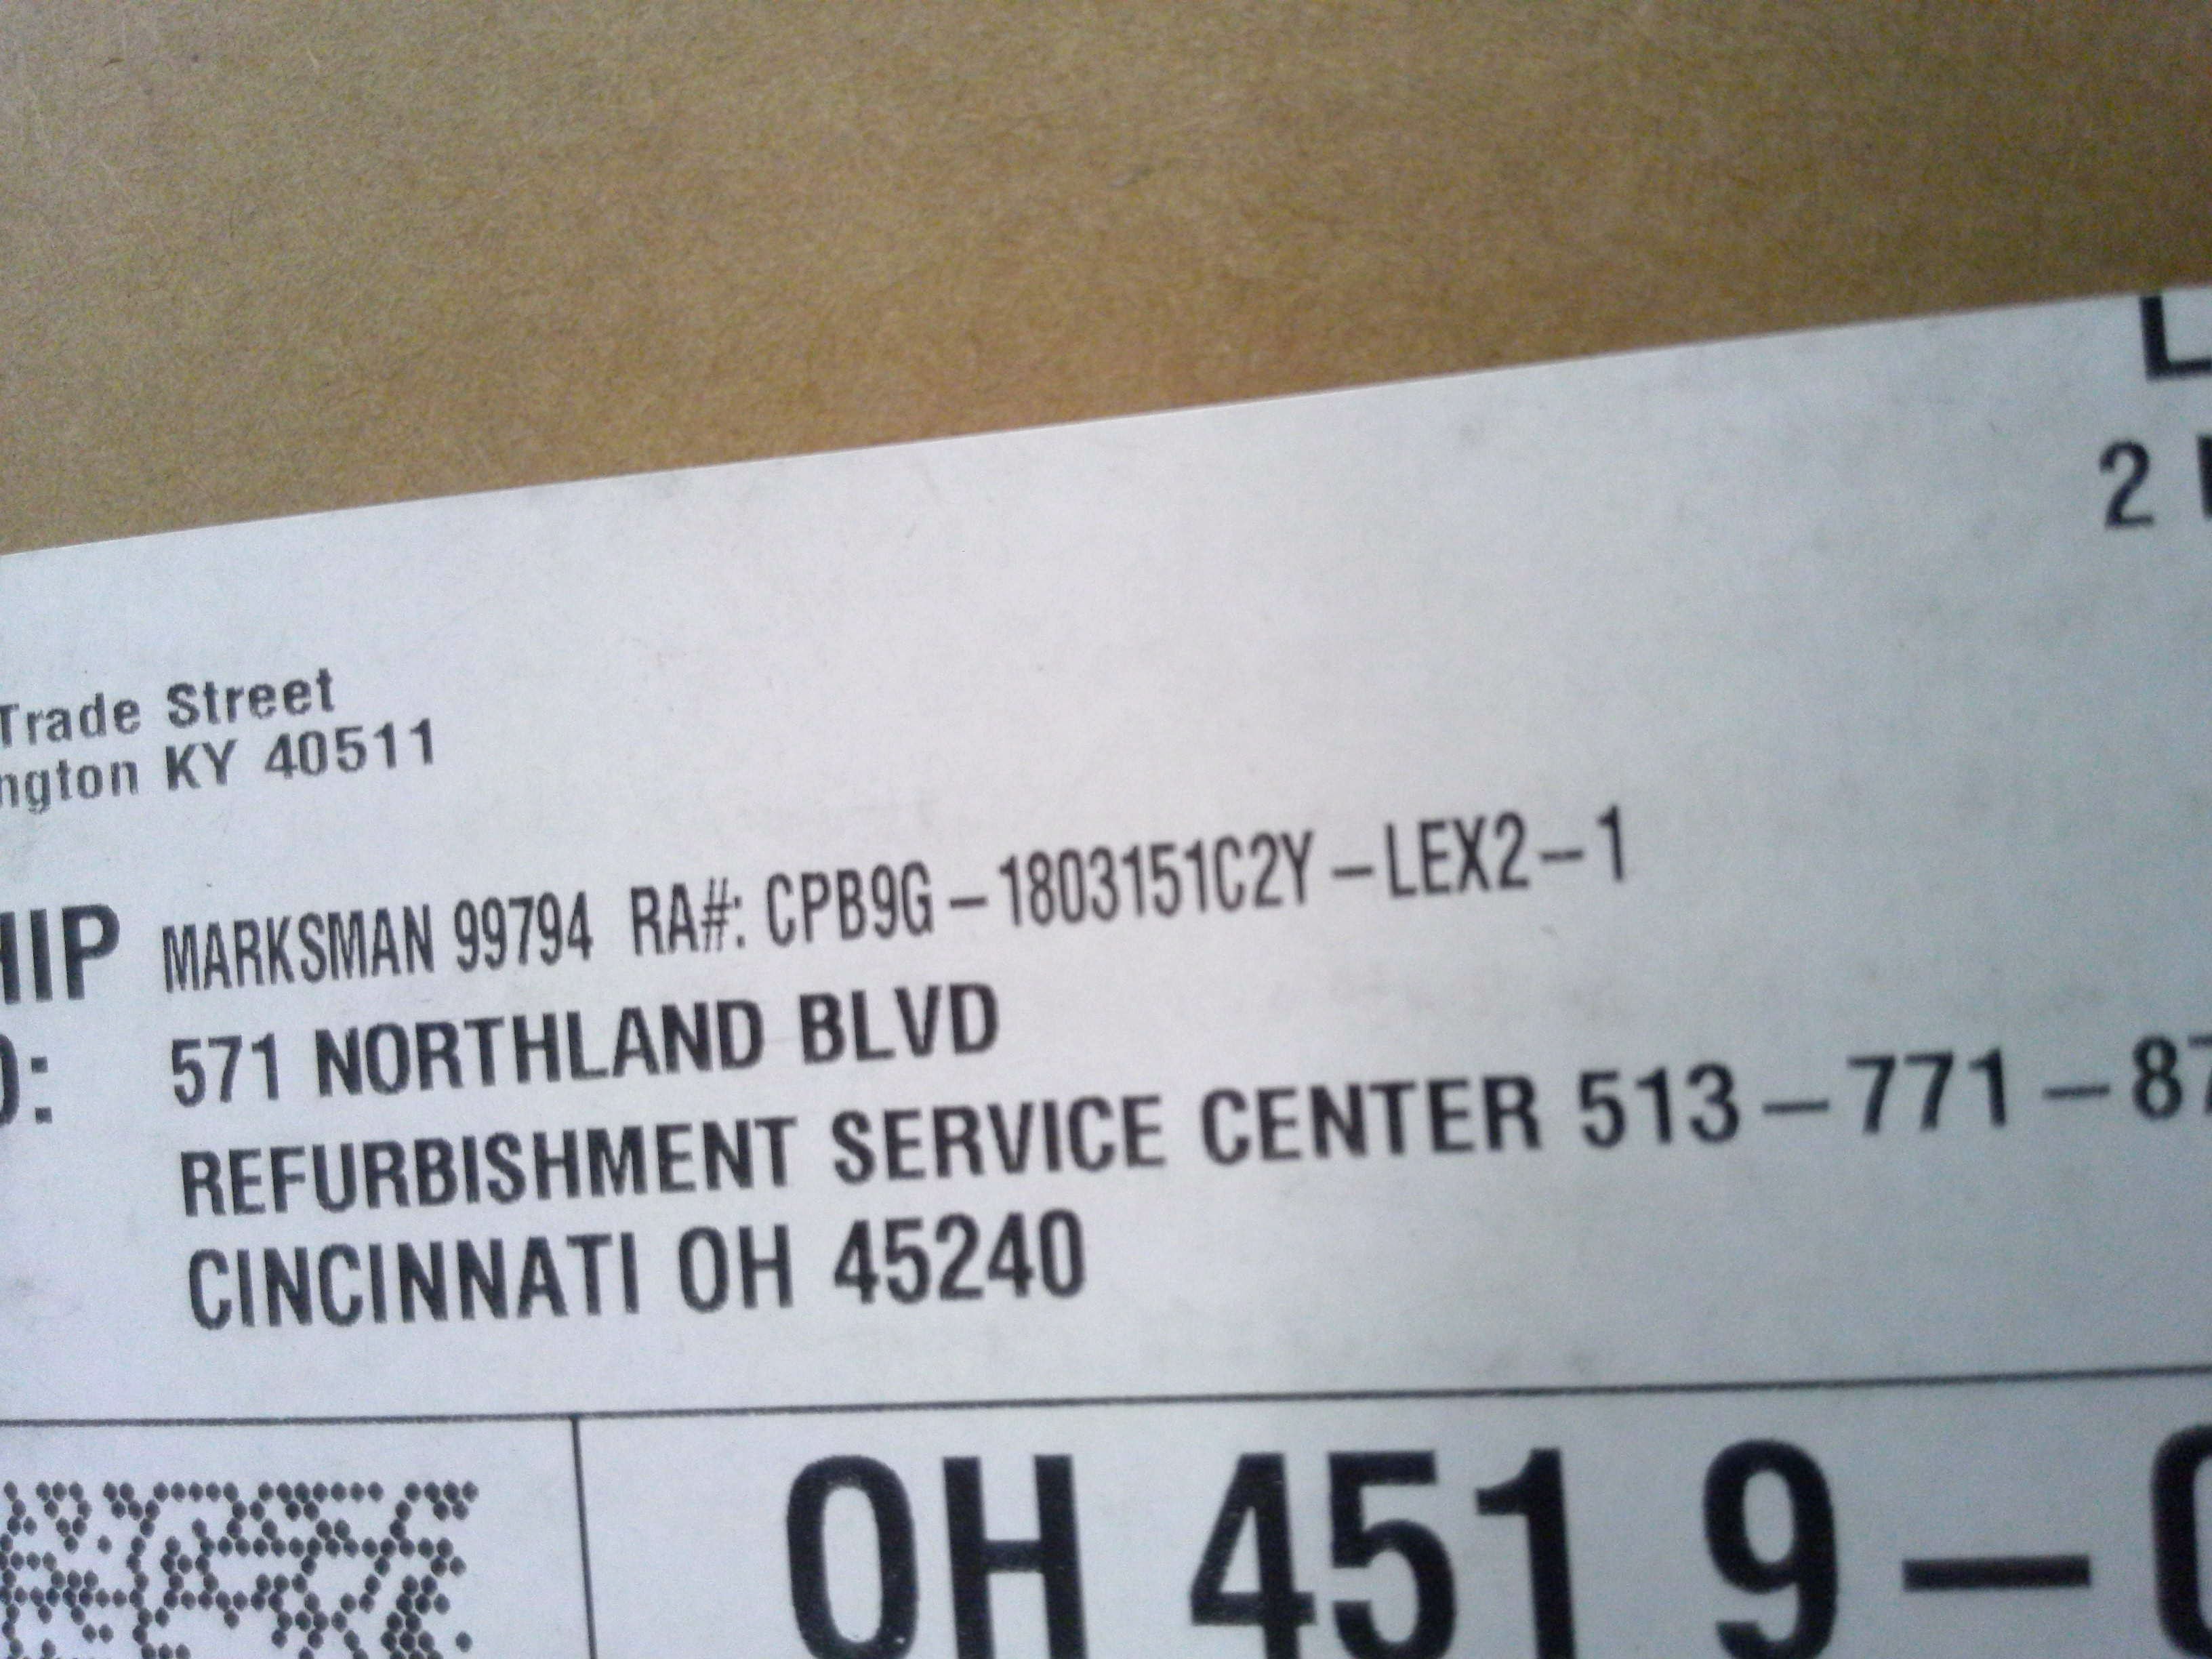 2
Trade Street
ngton KY 40511
HIP MARKSMAN 99794 RA#: CPB9G-1803151C2Y-LEX2-1
571 NORTHLAND BLVD
REFURBISHMENT SERVICE CENTER 513-771-87
CINCINNATI OH 45240
OH 451 9-